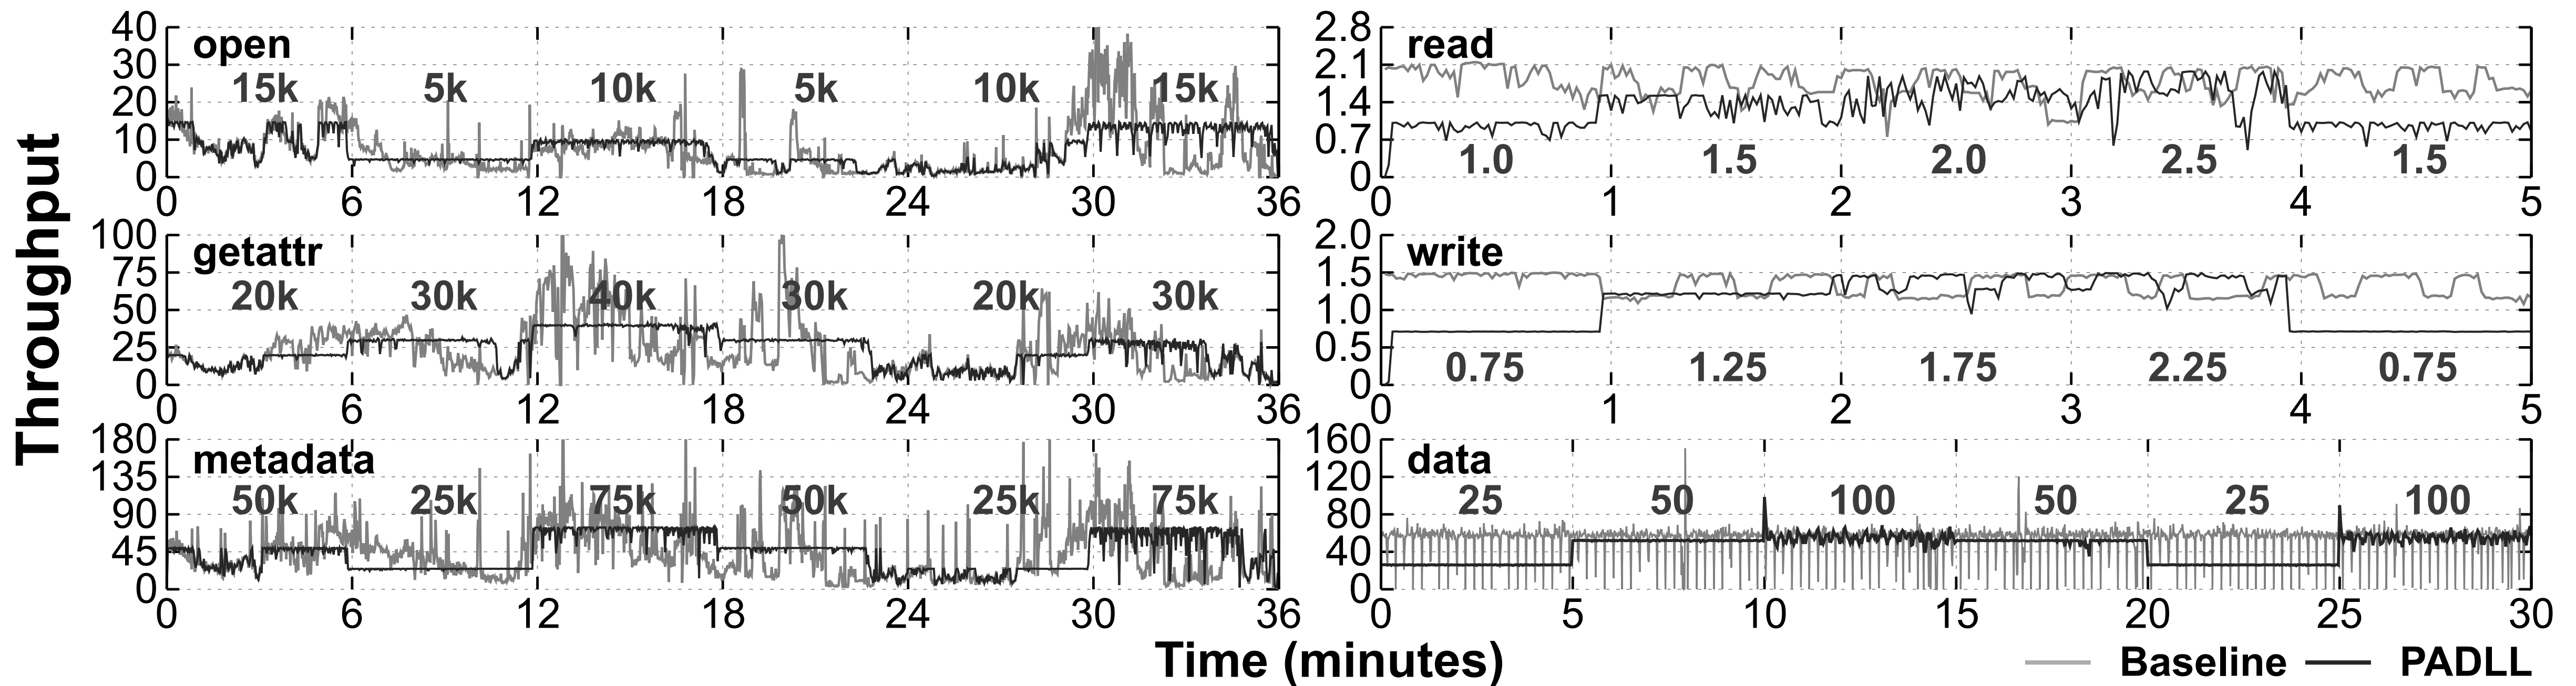 Throughput
40 30 20 10 0
open
15k 5k 10k 5k 10k 15k
0 6 12 18 24 30 36
2.8 2.1 1.4 0.7 0
read
1.0 1.5 2.0 2.5 1.5
0 1 2 3 4 5
100 75 50 25 0
getattr
20k 30k 40k 30k 20k 30k
0 6 12 18 24 30 36
2.0 1.5 1.0 0.5 0
write
0.75 1.25 1.75 2.25 0.75
0 1 2 3 4 5
180 135 90 45 0
metadata
50k 25k 75k 50k 25k 75k
0 6 12 18 24 30 36
160 120 80 40 0
data
25 50 100 50 25 100
0 5 10 15 20 25 30
Time (minutes)
Baseline PADLL